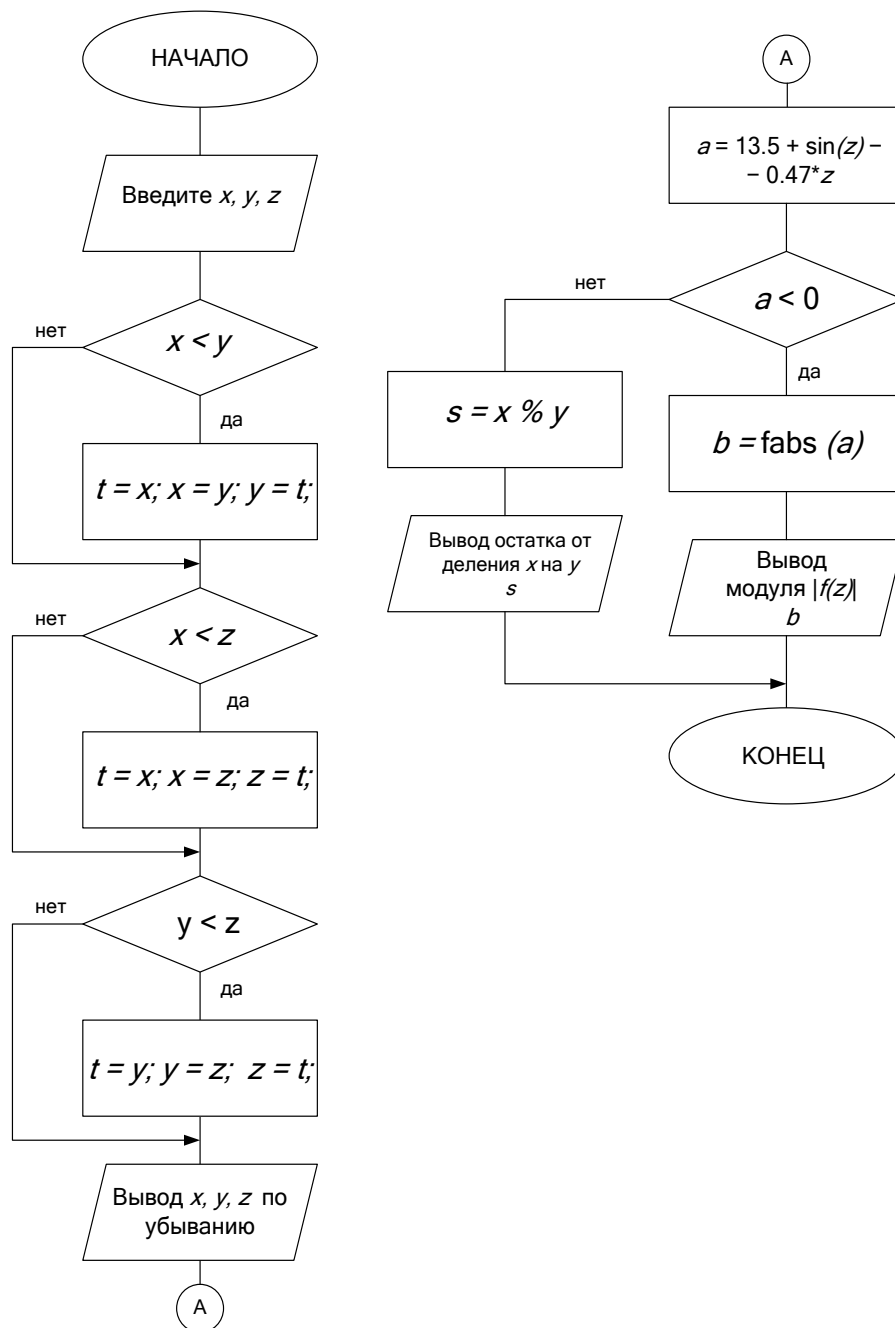 НАЧАЛО
Введите x, y, z
нет
x < y
да
t = x; x = y; y = t;
нет
x < z
да
t = x; x = z; z = t;
нет
y < z
да
t = y; y = z; z = t;
Вывод x, y, z по
убыванию
A
A
a = 13.5 + sin(z) –
– 0.47*z
нет
a < 0
да
s = x % y
b = fabs (a)
Вывод остатка от
деления x на y
s
Вывод
модуля |f(z)|
b
КОНЕЦ